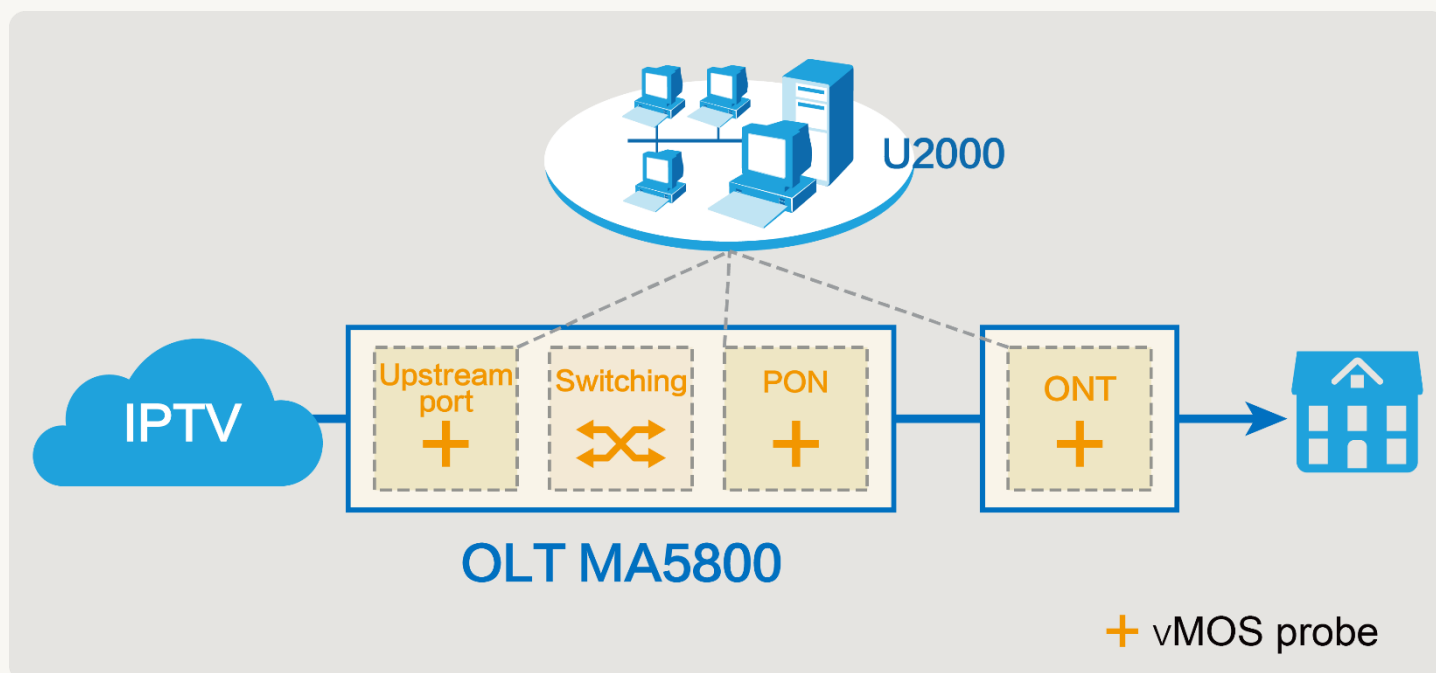 U2000
IPTV
Upstream
port
Switching
PON
ONT
OLT MA5800
vMOS probe